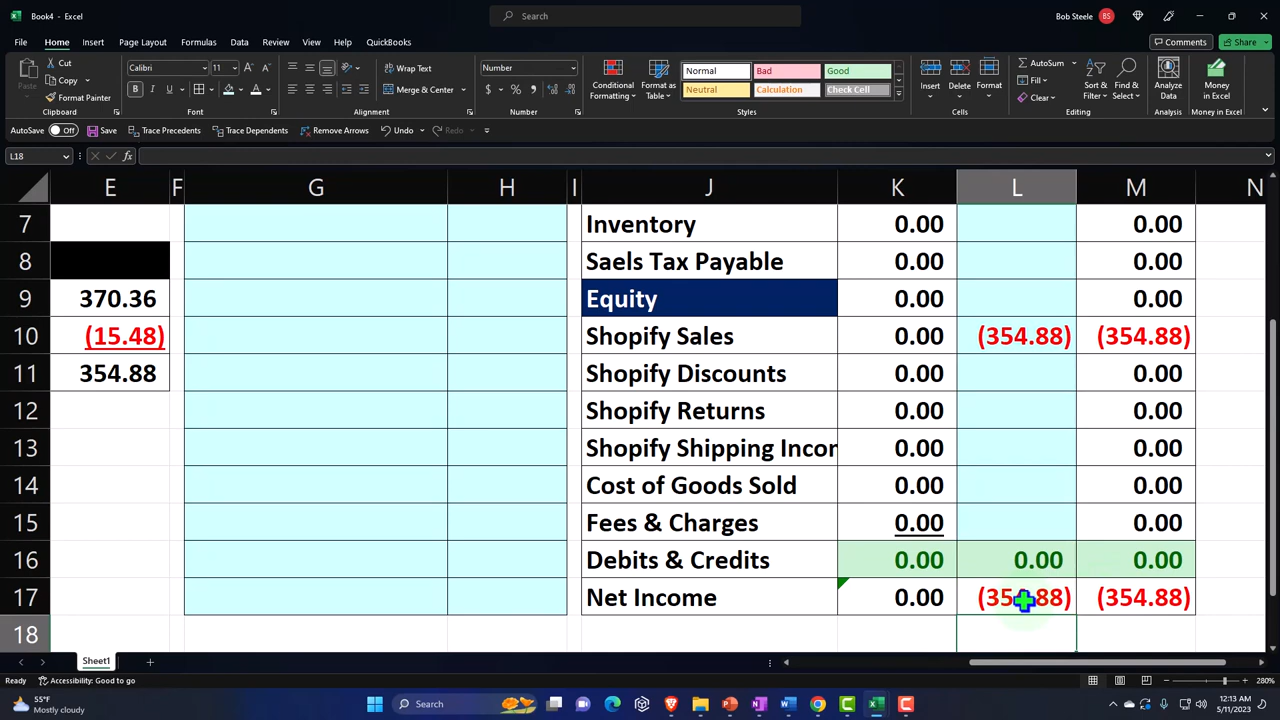 Book4 - Excel
Search
Bob Steele BS
File Home Insert Page Layout Formulas Data Review View Help QuickBooks Comments Share
Paste Cut Copy Format Painter Clipboard
Calibri 11 B I U Font
Wrap Text Merge & Center Alignment
Number $ % Number
Conditional Formatting Format as Table Normal Bad Good Neutral Calculation Check Cell Styles
Insert Delete Format Cells
AutoSum Fill Clear Sort & Filter Find & Select Editing
Analyze Data Analysis
Money in Excel Money in Excel
AutoSave Off Save Trace Precedents Trace Dependents Remove Arrows Undo Redo
L18 fx
E F G H I J K L M N
7 Inventory 0.00 0.00
8 Saels Tax Payable 0.00 0.00
9 370.36 Equity 0.00 0.00
10 (15.48) Shopify Sales 0.00 (354.88) (354.88)
11 354.88 Shopify Discounts 0.00 0.00
12 Shopify Returns 0.00 0.00
13 Shopify Shipping Incor 0.00 0.00
14 Cost of Goods Sold 0.00 0.00
15 Fees & Charges 0.00 0.00
16 Debits & Credits 0.00 0.00 0.00
17 Net Income 0.00 (354.88) (354.88)
18
Sheet1
Ready Accessibility: Good to go 280%
55°F
Mostly cloudy
Search
12:13 AM
5/11/2023